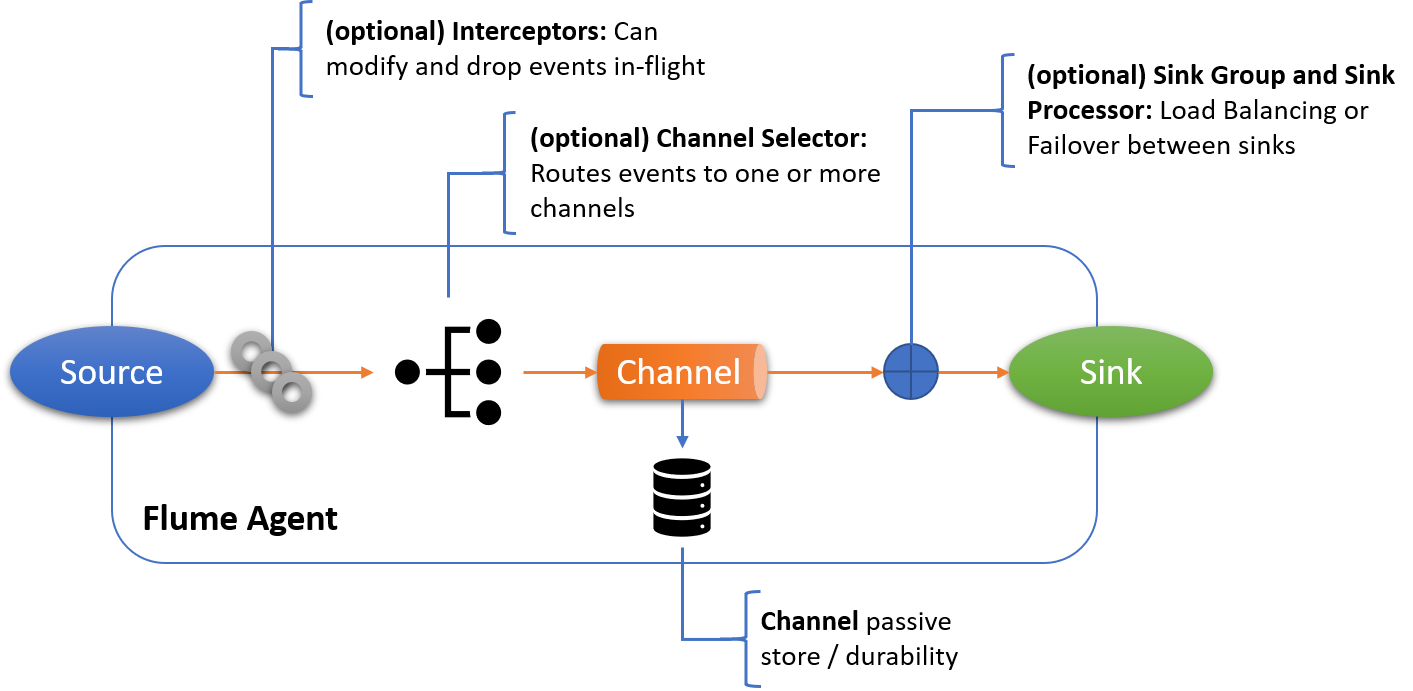 (optional) Interceptors: Can
modify and drop events in-flight
(optional) Sink Group and Sink
Processor: Load Balancing or
Failover between sinks
(optional) Channel Selector:
Routes events to one or more
channels
Source
Channel
Sink
Flume Agent
Channel passive
store / durability